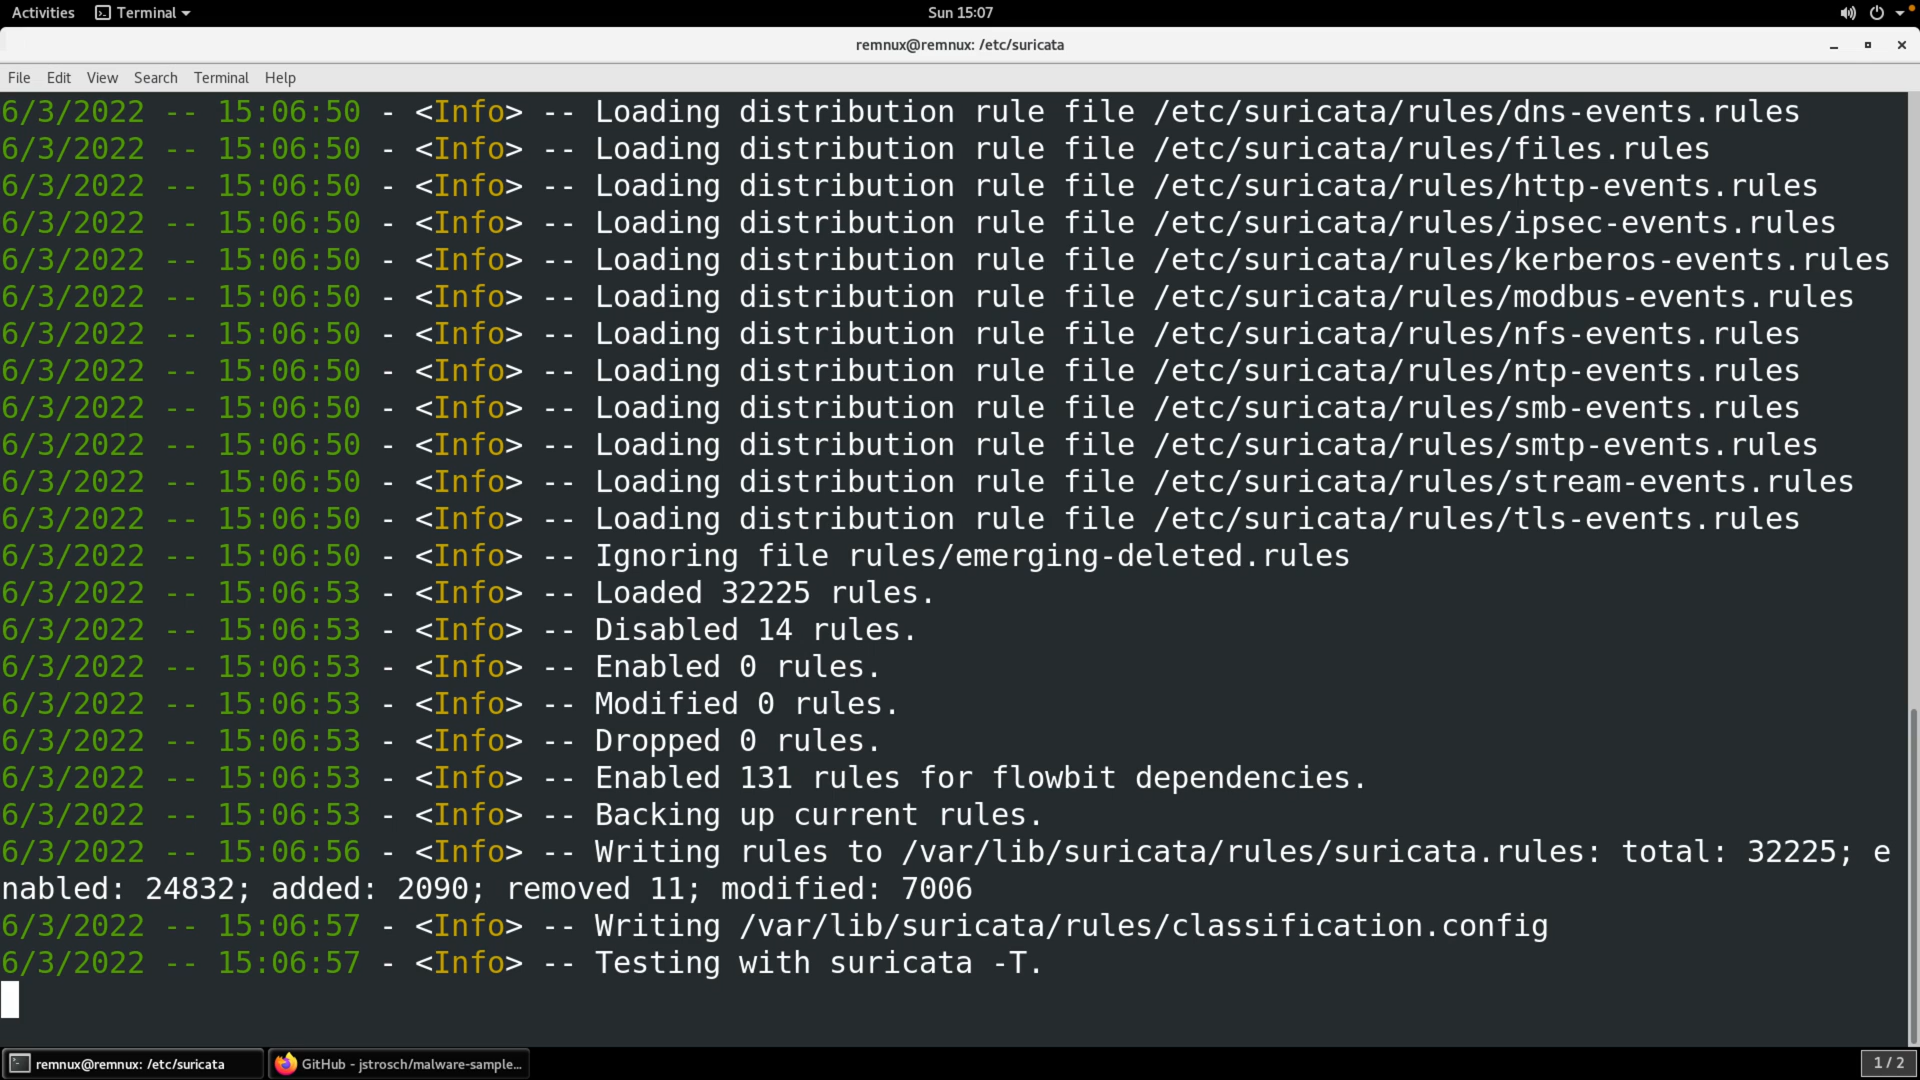 Activities Terminal Sun 15:07
remnux@remnux: /etc/suricata
File Edit View Search Terminal Help
6/3/2022 -- 15:06:50 - <Info> -- Loading distribution rule file /etc/suricata/rules/dns-events.rules
6/3/2022 -- 15:06:50 - <Info> -- Loading distribution rule file /etc/suricata/rules/files.rules
6/3/2022 -- 15:06:50 - <Info> -- Loading distribution rule file /etc/suricata/rules/http-events.rules
6/3/2022 -- 15:06:50 - <Info> -- Loading distribution rule file /etc/suricata/rules/ipsec-events.rules
6/3/2022 -- 15:06:50 - <Info> -- Loading distribution rule file /etc/suricata/rules/kerberos-events.rules
6/3/2022 -- 15:06:50 - <Info> -- Loading distribution rule file /etc/suricata/rules/modbus-events.rules
6/3/2022 -- 15:06:50 - <Info> -- Loading distribution rule file /etc/suricata/rules/nfs-events.rules
6/3/2022 -- 15:06:50 - <Info> -- Loading distribution rule file /etc/suricata/rules/ntp-events.rules
6/3/2022 -- 15:06:50 - <Info> -- Loading distribution rule file /etc/suricata/rules/smb-events.rules
6/3/2022 -- 15:06:50 - <Info> -- Loading distribution rule file /etc/suricata/rules/smtp-events.rules
6/3/2022 -- 15:06:50 - <Info> -- Loading distribution rule file /etc/suricata/rules/stream-events.rules
6/3/2022 -- 15:06:50 - <Info> -- Loading distribution rule file /etc/suricata/rules/tls-events.rules
6/3/2022 -- 15:06:50 - <Info> -- Ignoring file rules/emerging-deleted.rules
6/3/2022 -- 15:06:53 - <Info> -- Loaded 32225 rules.
6/3/2022 -- 15:06:53 - <Info> -- Disabled 14 rules.
6/3/2022 -- 15:06:53 - <Info> -- Enabled 0 rules.
6/3/2022 -- 15:06:53 - <Info> -- Modified 0 rules.
6/3/2022 -- 15:06:53 - <Info> -- Dropped 0 rules.
6/3/2022 -- 15:06:53 - <Info> -- Enabled 131 rules for flowbit dependencies.
6/3/2022 -- 15:06:53 - <Info> -- Backing up current rules.
6/3/2022 -- 15:06:56 - <Info> -- Writing rules to /var/lib/suricata/rules/suricata.rules: total: 32225; e
nabled: 24832; added: 2090; removed 11; modified: 7006
6/3/2022 -- 15:06:57 - <Info> -- Writing /var/lib/suricata/rules/classification.config
6/3/2022 -- 15:06:57 - <Info> -- Testing with suricata -T.
remnux@remnux: /etc/suricata GitHub - jstrosch/malware-sample... 1 / 2